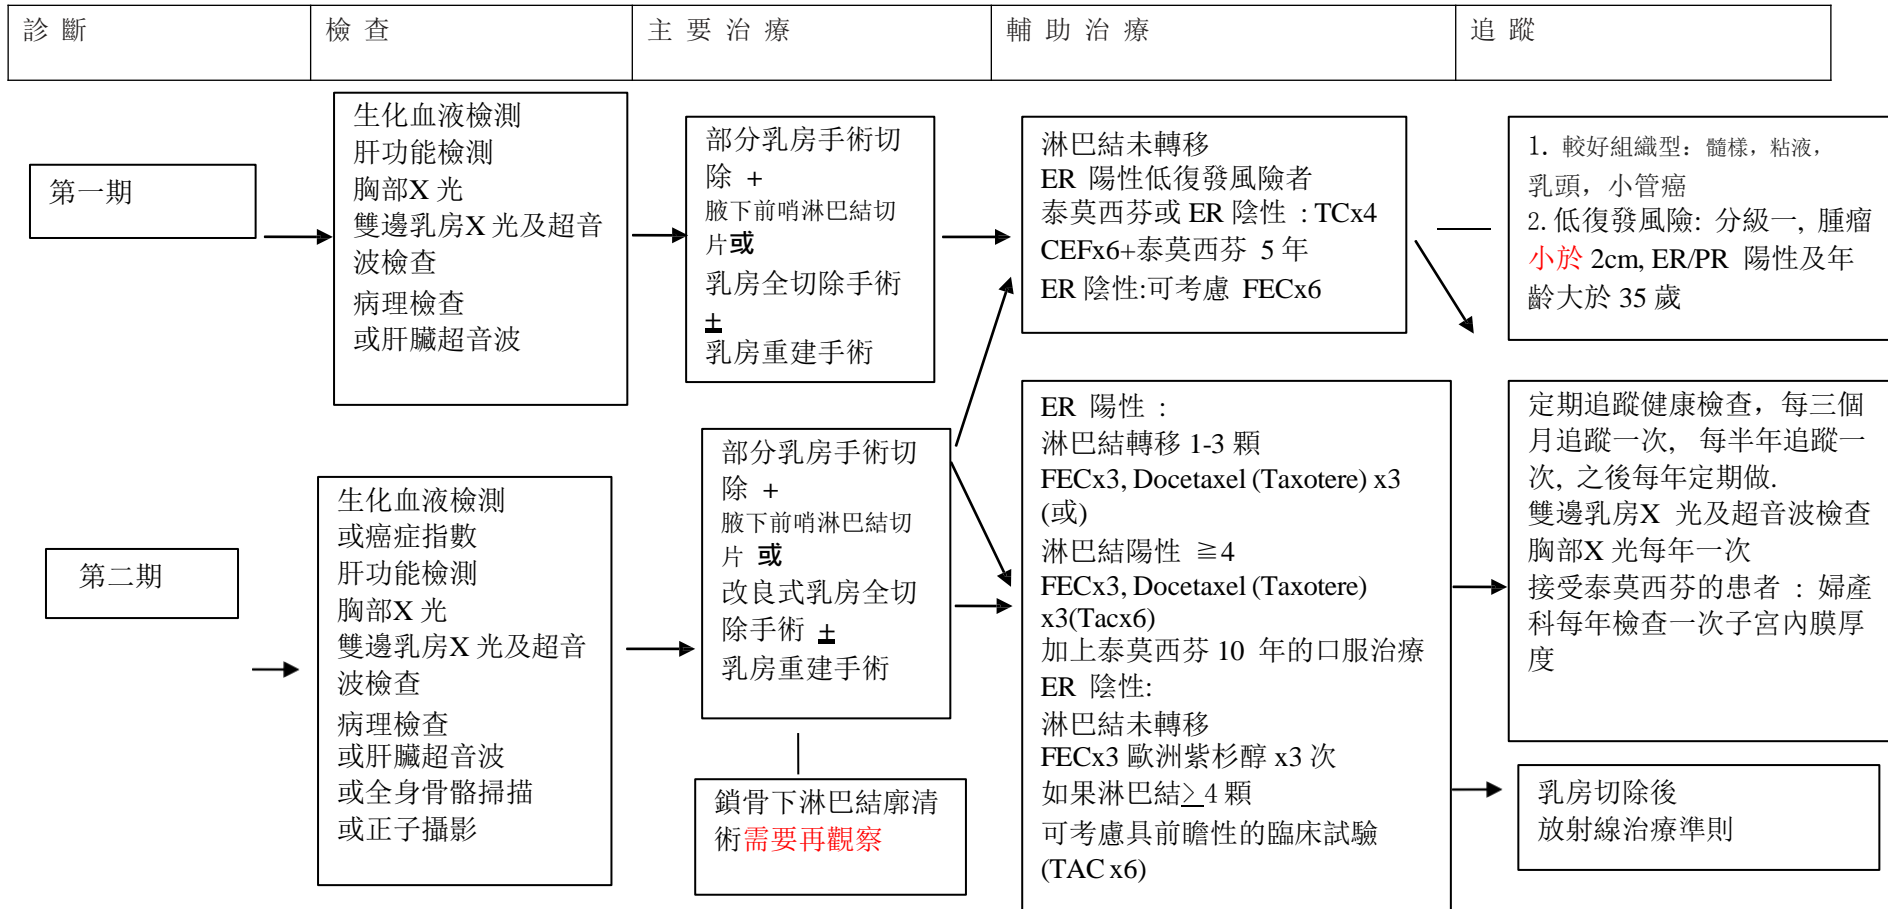 診 斷
檢 查
主 要 治 療
輔 助 治 療
追 蹤
第一期
生化血液檢測
肝功能檢測
胸部X 光
雙邊乳房X 光及超音
波檢查
病理檢查
或肝臟超音波
部分乳房手術切
除 +
腋下前哨淋巴結切
片或
乳房全切除手術
±
乳房重建手術
淋巴結未轉移
ER 陽性低復發風險者
泰莫西芬或 ER 陰性 : TCx4
CEFx6+泰莫西芬 5 年
ER 陰性:可考慮 FECx6
1. 較好組織型: 髓樣, 粘液,
乳頭, 小管癌
2. 低復發風險: 分級一, 腫瘤
小於 2cm, ER/PR 陽性及年
齡大於 35 歲
第二期
生化血液檢測
或癌症指數
肝功能檢測
胸部X 光
雙邊乳房X 光及超音
波檢查
病理檢查
或肝臟超音波
或全身骨骼掃描
或正子攝影
部分乳房手術切
除 +
腋下前哨淋巴結切
片 或
改良式乳房全切
除手術 ±
乳房重建手術
鎖骨下淋巴結廓清
術需要再觀察
ER 陽性 :
淋巴結轉移 1-3 顆
FECx3, Docetaxel (Taxotere) x3
(或)
淋巴結陽性 ≧4
FECx3, Docetaxel (Taxotere)
x3(Tacx6)
加上泰莫西芬 10 年的口服治療
ER 陰性:
淋巴結未轉移
FECx3 歐洲紫杉醇 x3 次
如果淋巴結≥4 顆
可考慮具前瞻性的臨床試驗
(TAC x6)
定期追蹤健康檢查, 每三個
月追蹤一次, 每半年追蹤一
次, 之後每年定期做.
雙邊乳房X 光及超音波檢查
胸部X 光每年一次
接受泰莫西芬的患者 : 婦產
科每年檢查一次子宮內膜厚
度
乳房切除後
放射線治療準則